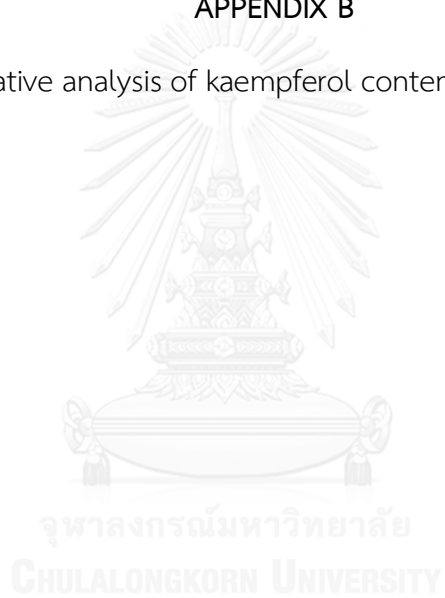 APPENDIX B
ative analysis of kaempferol conter
จุฬาลงกรณ์มหาวิทยาลัย
CHULALONGKORN UNIVERSITY